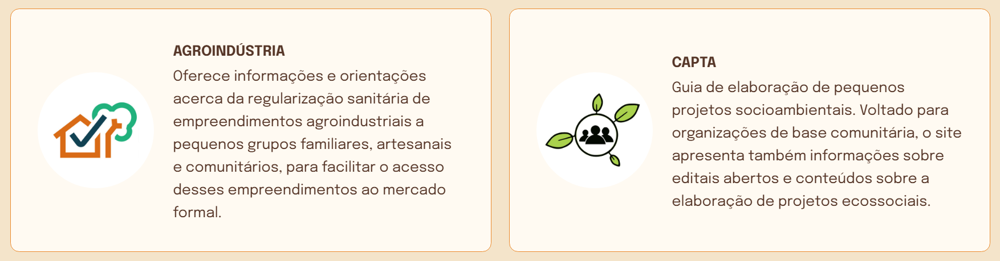 AGROINDÚSTRIA
Oferece informações e orientações
acerca da regularização sanitária de
empreendimentos agroindustriais a
pequenos grupos familiares, artesanais
e comunitários, para facilitar o acesso
desses empreendimentos ao mercado
formal.
CAPTA
Guia de elaboração de pequenos
projetos socioambientais. Voltado para
organizações de base comunitária, o site
apresenta também informações sobre
editais abertos e conteúdos sobre a
elaboração de projetos ecossociais.